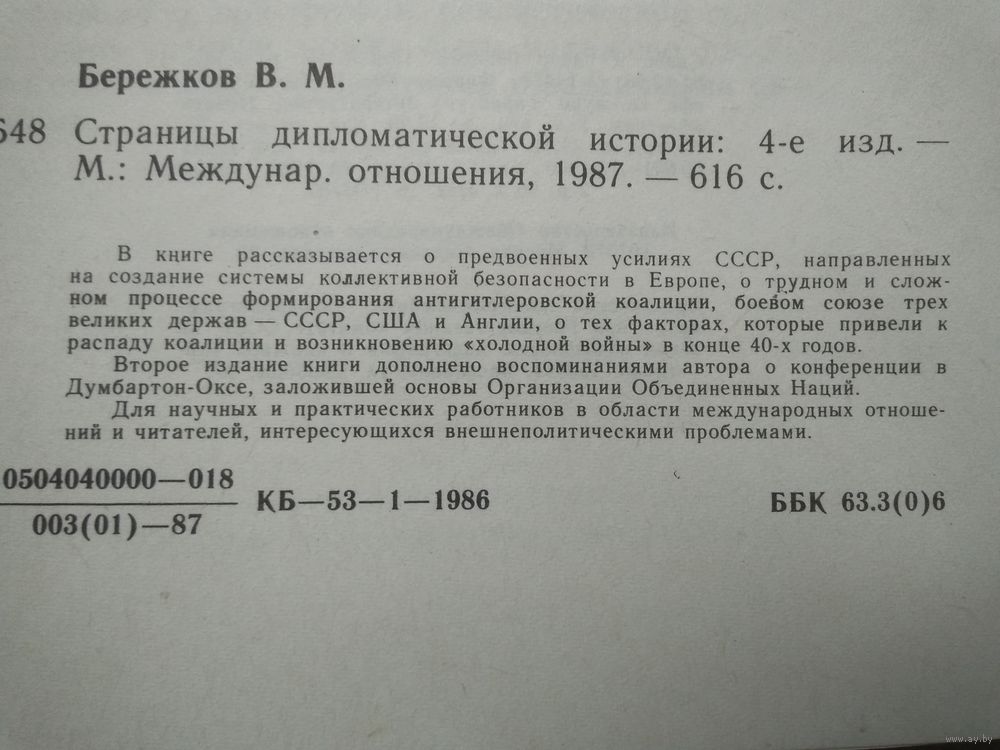 Бережков В. М.
648 Страницы дипломатической истории: 4-е изд. —
М.: Междунар. отношения, 1987. — 616 с.
В книге рассказывается о предвоенных усилиях СССР, направленных
на создание системы коллективной безопасности в Европе, о трудном и слож-
ном процессе формирования антигитлеровской коалиции, боевом союзе трех
великих держав — СССР, США и Англии, о тех факторах, которые привели к
распаду коалиции и возникновению «холодной войны» в конце 40-х годов.
Второе издание книги дополнено воспоминаниями автора о конференции в
Думбартон-Оксе, заложившей основы Организации Объединенных Наций.
Для научных и практических работников в области международных отноше-
ний и читателей, интересующихся внешнеполитическими проблемами.
0504040000—018
003(01)—87
КБ—53—1—1986
ББК 63.3(0)6
www.ay.by